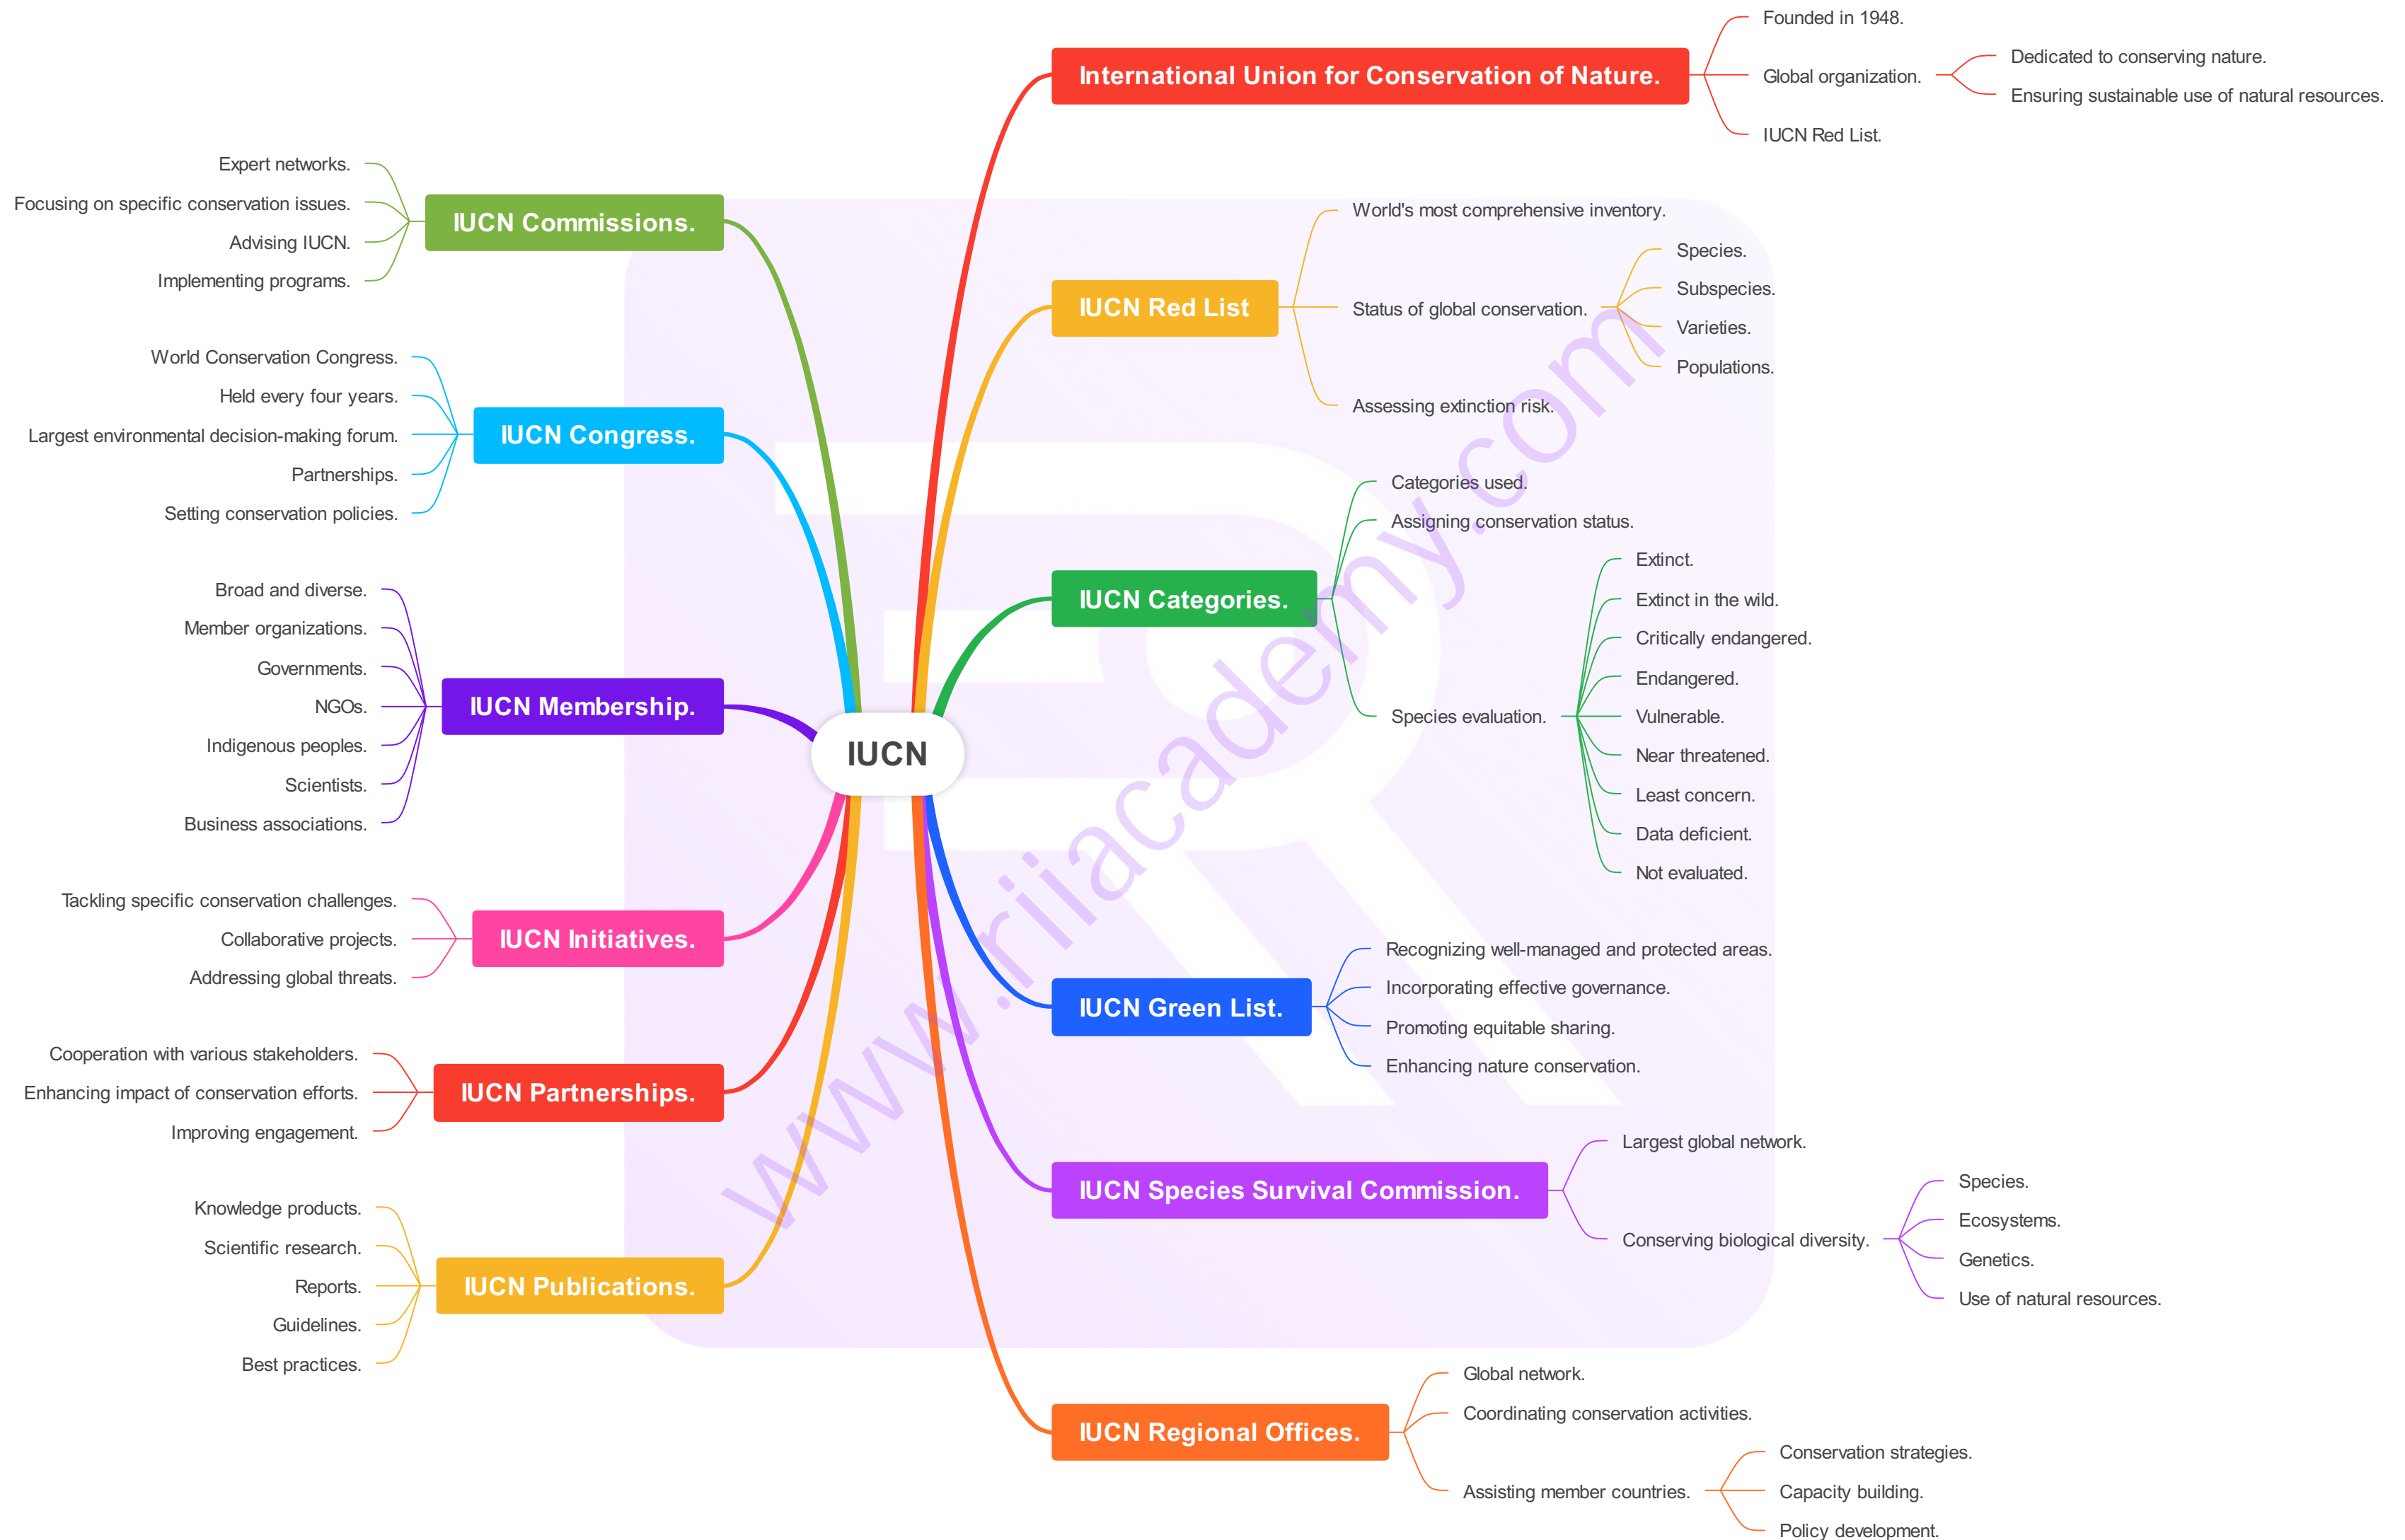 IUCN
International Union for Conservation of Nature.
Founded in 1948.
Global organization.
Dedicated to conserving nature.
Ensuring sustainable use of natural resources.
IUCN Red List.
IUCN Red List
World's most comprehensive inventory.
Status of global conservation.
Species.
Subspecies.
Varieties.
Populations.
Assessing extinction risk.
IUCN Categories.
Categories used.
Assigning conservation status.
Species evaluation.
Extinct.
Extinct in the wild.
Critically endangered.
Endangered.
Vulnerable.
Near threatened.
Least concern.
Data deficient.
Not evaluated.
IUCN Green List.
Recognizing well-managed and protected areas.
Incorporating effective governance.
Promoting equitable sharing.
Enhancing nature conservation.
IUCN Species Survival Commission.
Largest global network.
Conserving biological diversity.
Species.
Ecosystems.
Genetics.
Use of natural resources.
IUCN Regional Offices.
Global network.
Coordinating conservation activities.
Assisting member countries.
Conservation strategies.
Capacity building.
Policy development.
IUCN Commissions.
Expert networks.
Focusing on specific conservation issues.
Advising IUCN.
Implementing programs.
IUCN Congress.
World Conservation Congress.
Held every four years.
Largest environmental decision-making forum.
Partnerships.
Setting conservation policies.
IUCN Membership.
Broad and diverse.
Member organizations.
Governments.
NGOs.
Indigenous peoples.
Scientists.
Business associations.
IUCN Initiatives.
Tackling specific conservation challenges.
Collaborative projects.
Addressing global threats.
IUCN Partnerships.
Cooperation with various stakeholders.
Enhancing impact of conservation efforts.
Improving engagement.
IUCN Publications.
Knowledge products.
Scientific research.
Reports.
Guidelines.
Best practices.
www.riiacademy.com